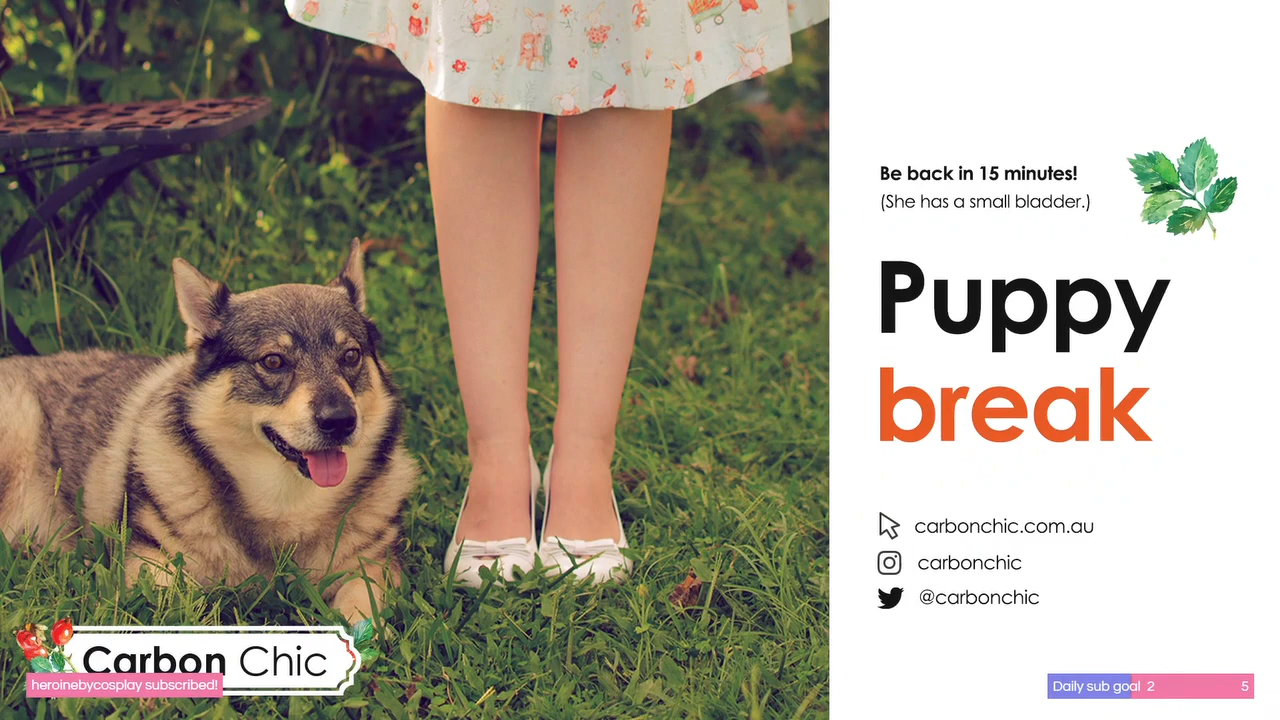 Be back in 15 minutes!
(She has a small bladder.)
Puppy
break
carbonchic.com.au
carbonchic
@carbonchic
Carbon Chic
heroinebycosplay subscribed!
Daily sub goal 2 5